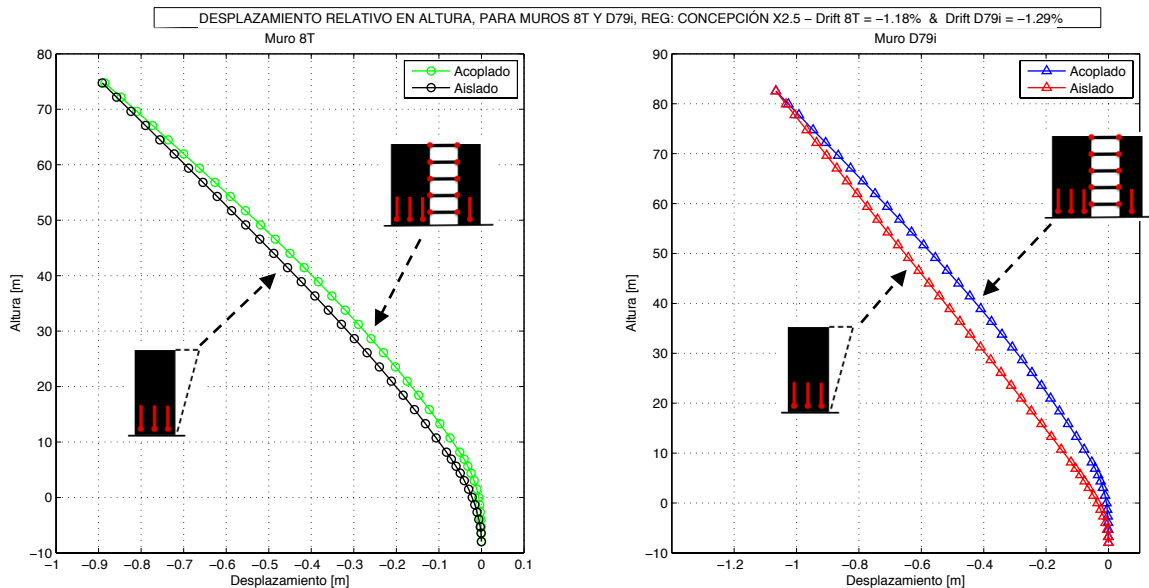 DESPLAZAMIENTO RELATIVO EN ALTURA, PARA MUROS 8T Y D79i, REG: CONCEPCIÓN X2.5 − Drift 8T = −1.18% & Drift D79i = −1.29%
Muro 8T
Acoplado
Aislado
80
70
60
50
40
30
20
10
0
−10
Altura [m]
−1 −0.9 −0.8 −0.7 −0.6 −0.5 −0.4 −0.3 −0.2 −0.1 0 0.1
Desplazamiento [m]
Muro D79i
Acoplado
Aislado
90
80
70
60
50
40
30
20
10
0
−10
Altura [m]
−1.2 −1 −0.8 −0.6 −0.4 −0.2 0
Desplazamiento [m]